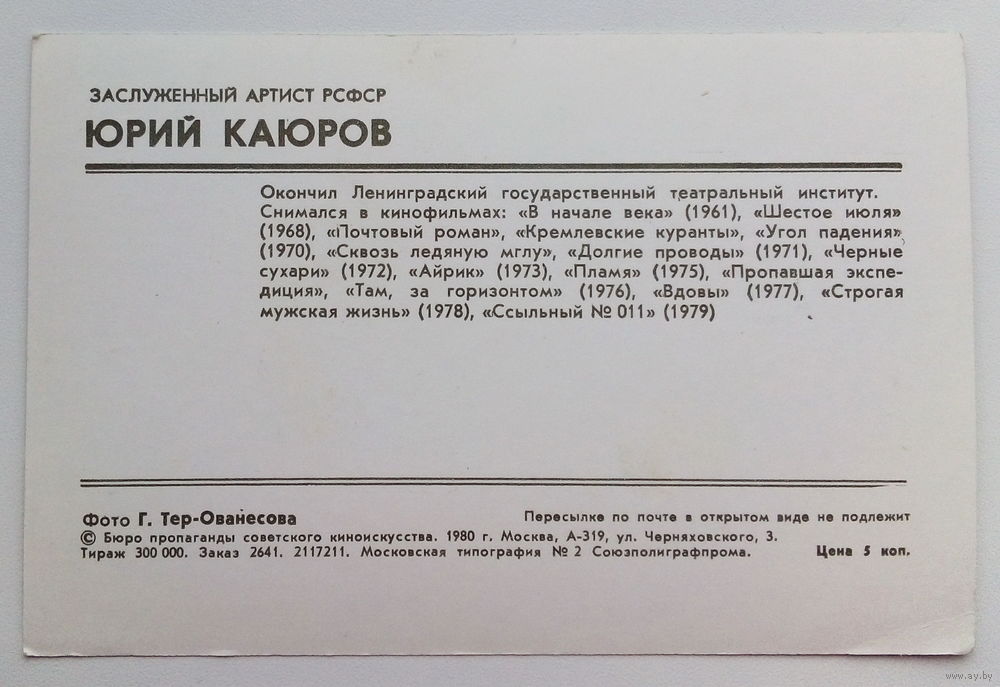 ЗАСЛУЖЕННЫЙ АРТИСТ РСФСР
ЮРИЙ КАЮРОВ
Окончил Ленинградский государственный театральный институт.
Снимался в кинофильмах: «В начале века» (1961), «Шестое июля»
(1968), «Почтовый роман», «Кремлевские куранты», «Угол падения»
(1970), «Сквозь ледяную мглу», «Долгие проводы» (1971), «Черные
сухари» (1972), «Айрик» (1973), «Пламя» (1975), «Пропавшая экспе-
диция», «Там, за горизонтом» (1976), «Вдовы» (1977), «Строгая
мужская жизнь» (1978), «Ссыльный № 011» (1979)
Фото Г. Тер-Ованесова
Пересылке по почте в открытом виде не подлежит
© Бюро пропаганды советского киноискусства. 1980 г. Москва, А-319, ул. Черняховского, 3.
Тираж 300 000. Заказ 2641. 2117211. Московская типография № 2 Союзполиграфпрома. Цена 5 коп.
www.ay.by